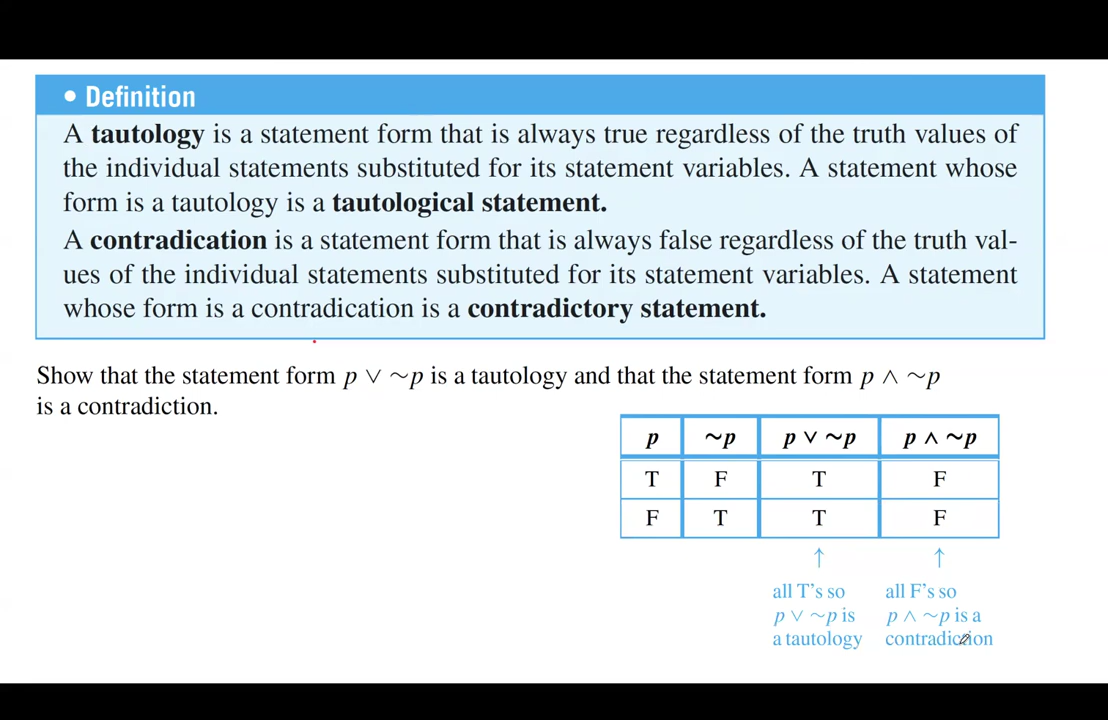 • Definition
A tautology is a statement form that is always true regardless of the truth values of
the individual statements substituted for its statement variables. A statement whose
form is a tautology is a tautological statement.
A contradication is a statement form that is always false regardless of the truth val-
ues of the individual statements substituted for its statement variables. A statement
whose form is a contradication is a contradictory statement.
Show that the statement form p ∨ ~p is a tautology and that the statement form p ∧ ~p
is a contradiction.
p ~p p ∨ ~p p ∧ ~p
T F T F
F T T F
↑ ↑
all T's so all F's so
p ∨ ~p is p ∧ ~p is a
a tautology contradiction